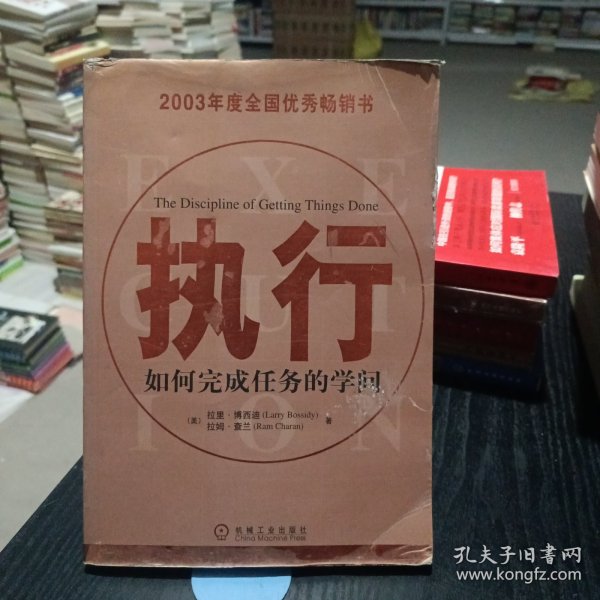 2003年度全国优秀畅销书
EXE
The Discipline of Getting Things Done
执行
CUT
如何完成任务的学问
ION
(美) 拉里·博西迪 (Larry Bossidy)
拉姆·查兰 (Ram Charan) 著
机械工业出版社
China Machine Press
孔夫子旧书网
www.kongfz.com